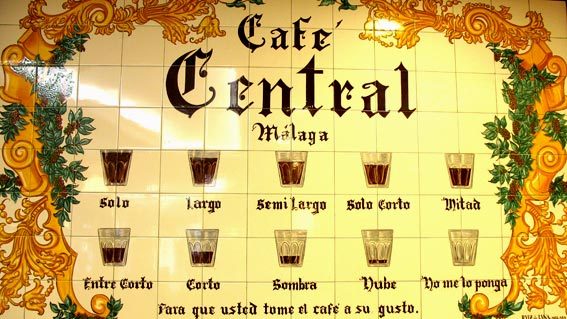 Café
Central
Málaga
Solo Largo Semi Largo Solo Corto Mitad
Entre Corto Corto Sombra Nube No me lo ponga
Para que usted tome el café a su gusto.